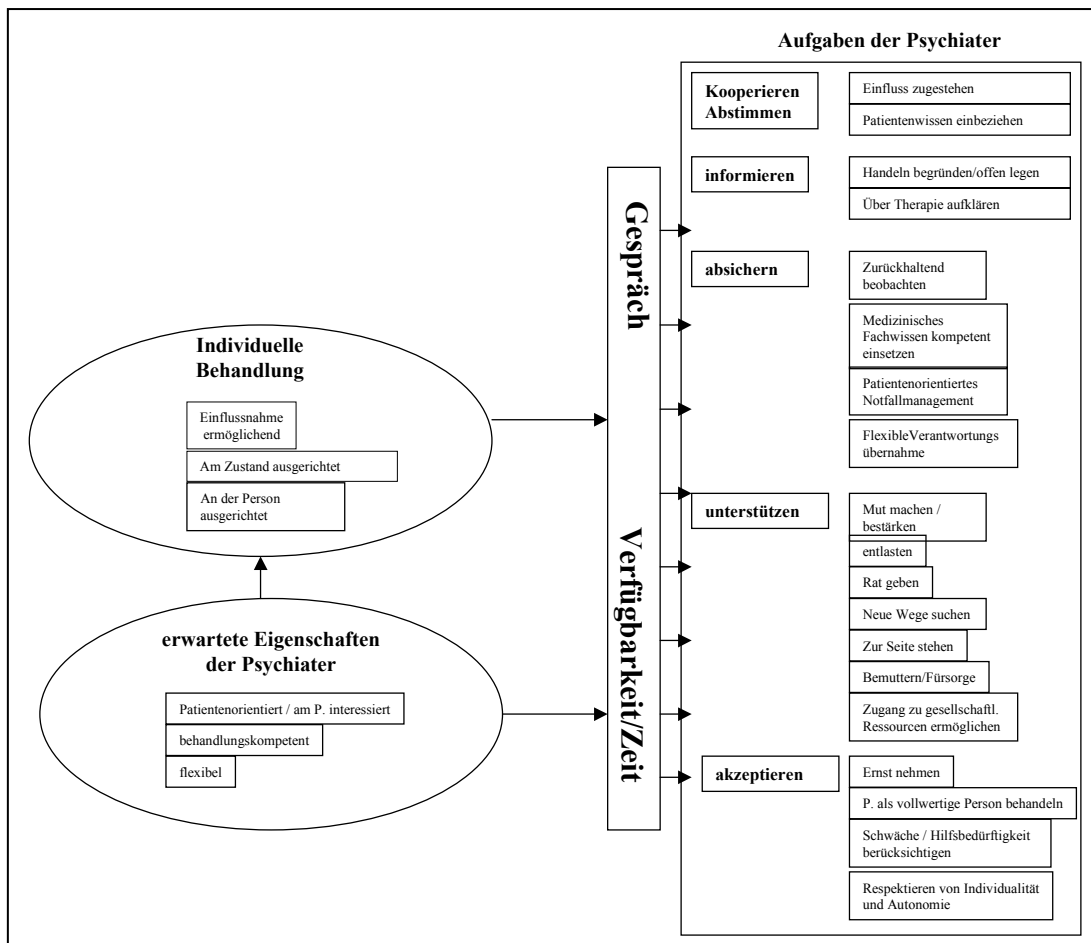 Aufgaben der Psychiater
Kooperieren
Abstimmen
Einfluss zugestehen
Patientenwissen einbeziehen
informieren
Handeln begründen/offen legen
Über Therapie aufklären
absichern
Zurückhaltend
beobachten
Medizinisches
Fachwissen kompetent
einsetzen
Patientenorientiertes
Notfallmanagement
FlexibleVerantwortungs
übernahme
unterstützen
Mut machen /
bestärken
entlasten
Rat geben
Neue Wege suchen
Zur Seite stehen
Bemuttern/Fürsorge
Zugang zu gesellschaftl.
Ressourcen ermöglichen
akzeptieren
Ernst nehmen
P. als vollwertige Person behandeln
Schwäche / Hilfsbedürftigkeit
berücksichtigen
Respektieren von Individualität
und Autonomie
Gespräch
Verfügbarkeit/Zeit
Individuelle
Behandlung
Einflussnahme
ermöglichend
Am Zustand ausgerichtet
An der Person
ausgerichtet
erwartete Eigenschaften
der Psychiater
Patientenorientiert / am P. interessiert
behandlungskompetent
flexibel